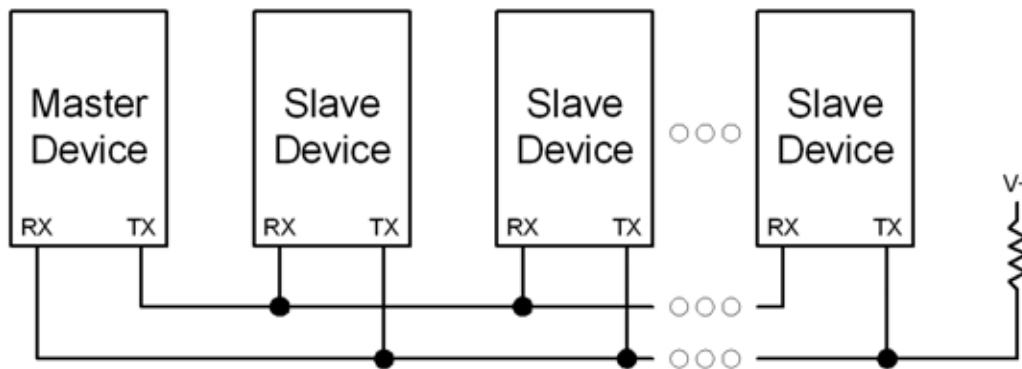 Master
Device
Slave
Device
Slave
Device
Slave
Device
RX TX
RX TX
RX TX
RX TX